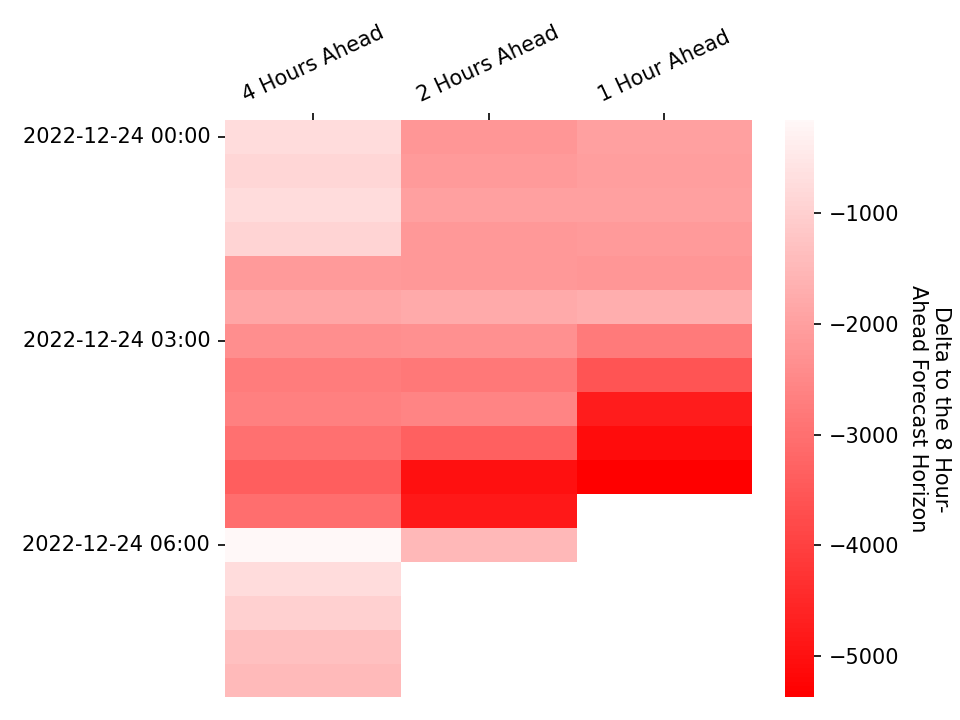 4 Hours Ahead
2 Hours Ahead
1 Hour Ahead
2022-12-24 00:00
2022-12-24 03:00
2022-12-24 06:00
−1000
−2000
−3000
−4000
−5000
Delta to the 8 Hour-
Ahead Forecast Horizon